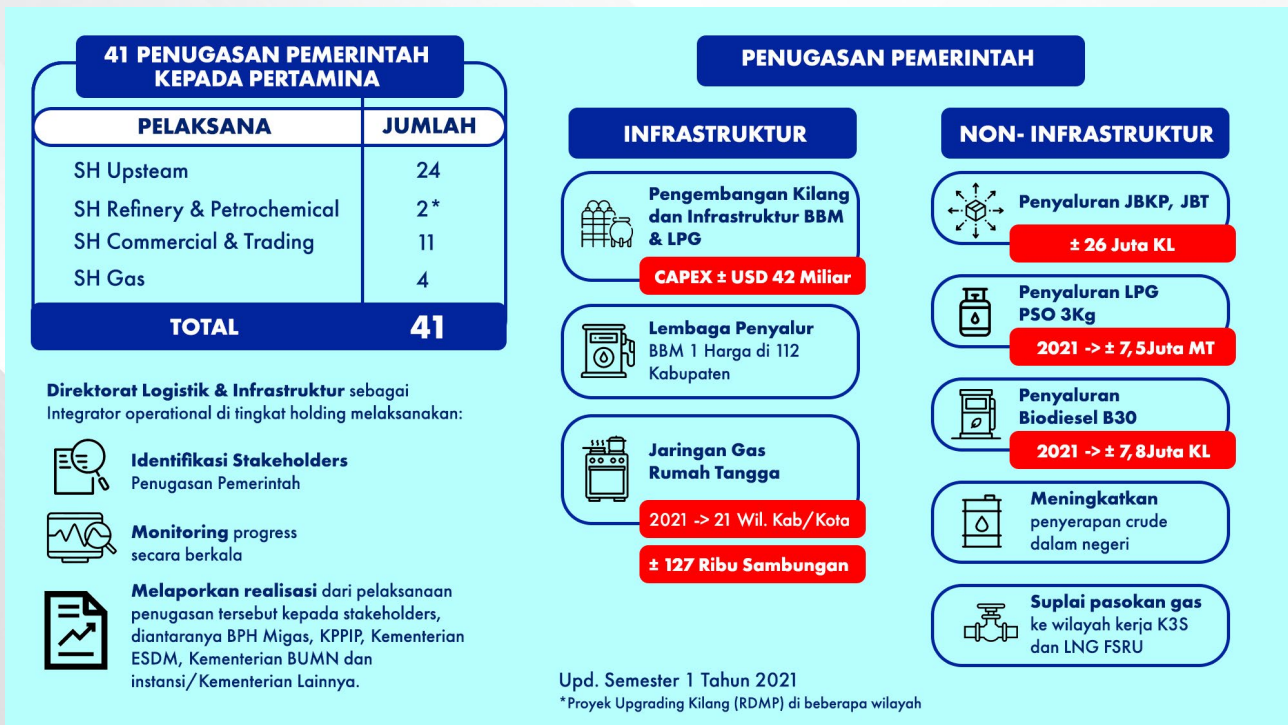 41 PENUGASAN PEMERINTAH
KEPADA PERTAMINA
PELAKSANA JUMLAH
SH Upsteam 24
SH Refinery & Petrochemical 2*
SH Commercial & Trading 11
SH Gas 4
TOTAL 41
Direktorat Logistik & Infrastruktur sebagai
Integrator operational di tingkat holding melaksanakan:
Identifikasi Stakeholders
Penugasan Pemerintah
Monitoring progress
secara berkala
Melaporkan realisasi dari pelaksanaan
penugasan tersebut kepada stakeholders,
diantaranya BPH Migas, KPPIP, Kementerian
ESDM, Kementerian BUMN dan
instansi/Kementerian Lainnya.
PENUGASAN PEMERINTAH
INFRASTRUKTUR
Pengembangan Kilang
dan Infrastruktur BBM
& LPG
CAPEX ± USD 42 Miliar
Lembaga Penyalur
BBM 1 Harga di 112
Kabupaten
Jaringan Gas
Rumah Tangga
2021 -> 21 Wil. Kab/Kota
± 127 Ribu Sambungan
NON- INFRASTRUKTUR
Penyaluran JBKP, JBT
± 26 Juta KL
Penyaluran LPG
PSO 3Kg
2021 -> ± 7,5Juta MT
Penyaluran
Biodiesel B30
2021 -> ± 7,8Juta KL
Meningkatkan
penyerapan crude
dalam negeri
Suplai pasokan gas
ke wilayah kerja K3S
dan LNG FSRU
Upd. Semester 1 Tahun 2021
*Proyek Upgrading Kilang (RDMP) di beberapa wilayah